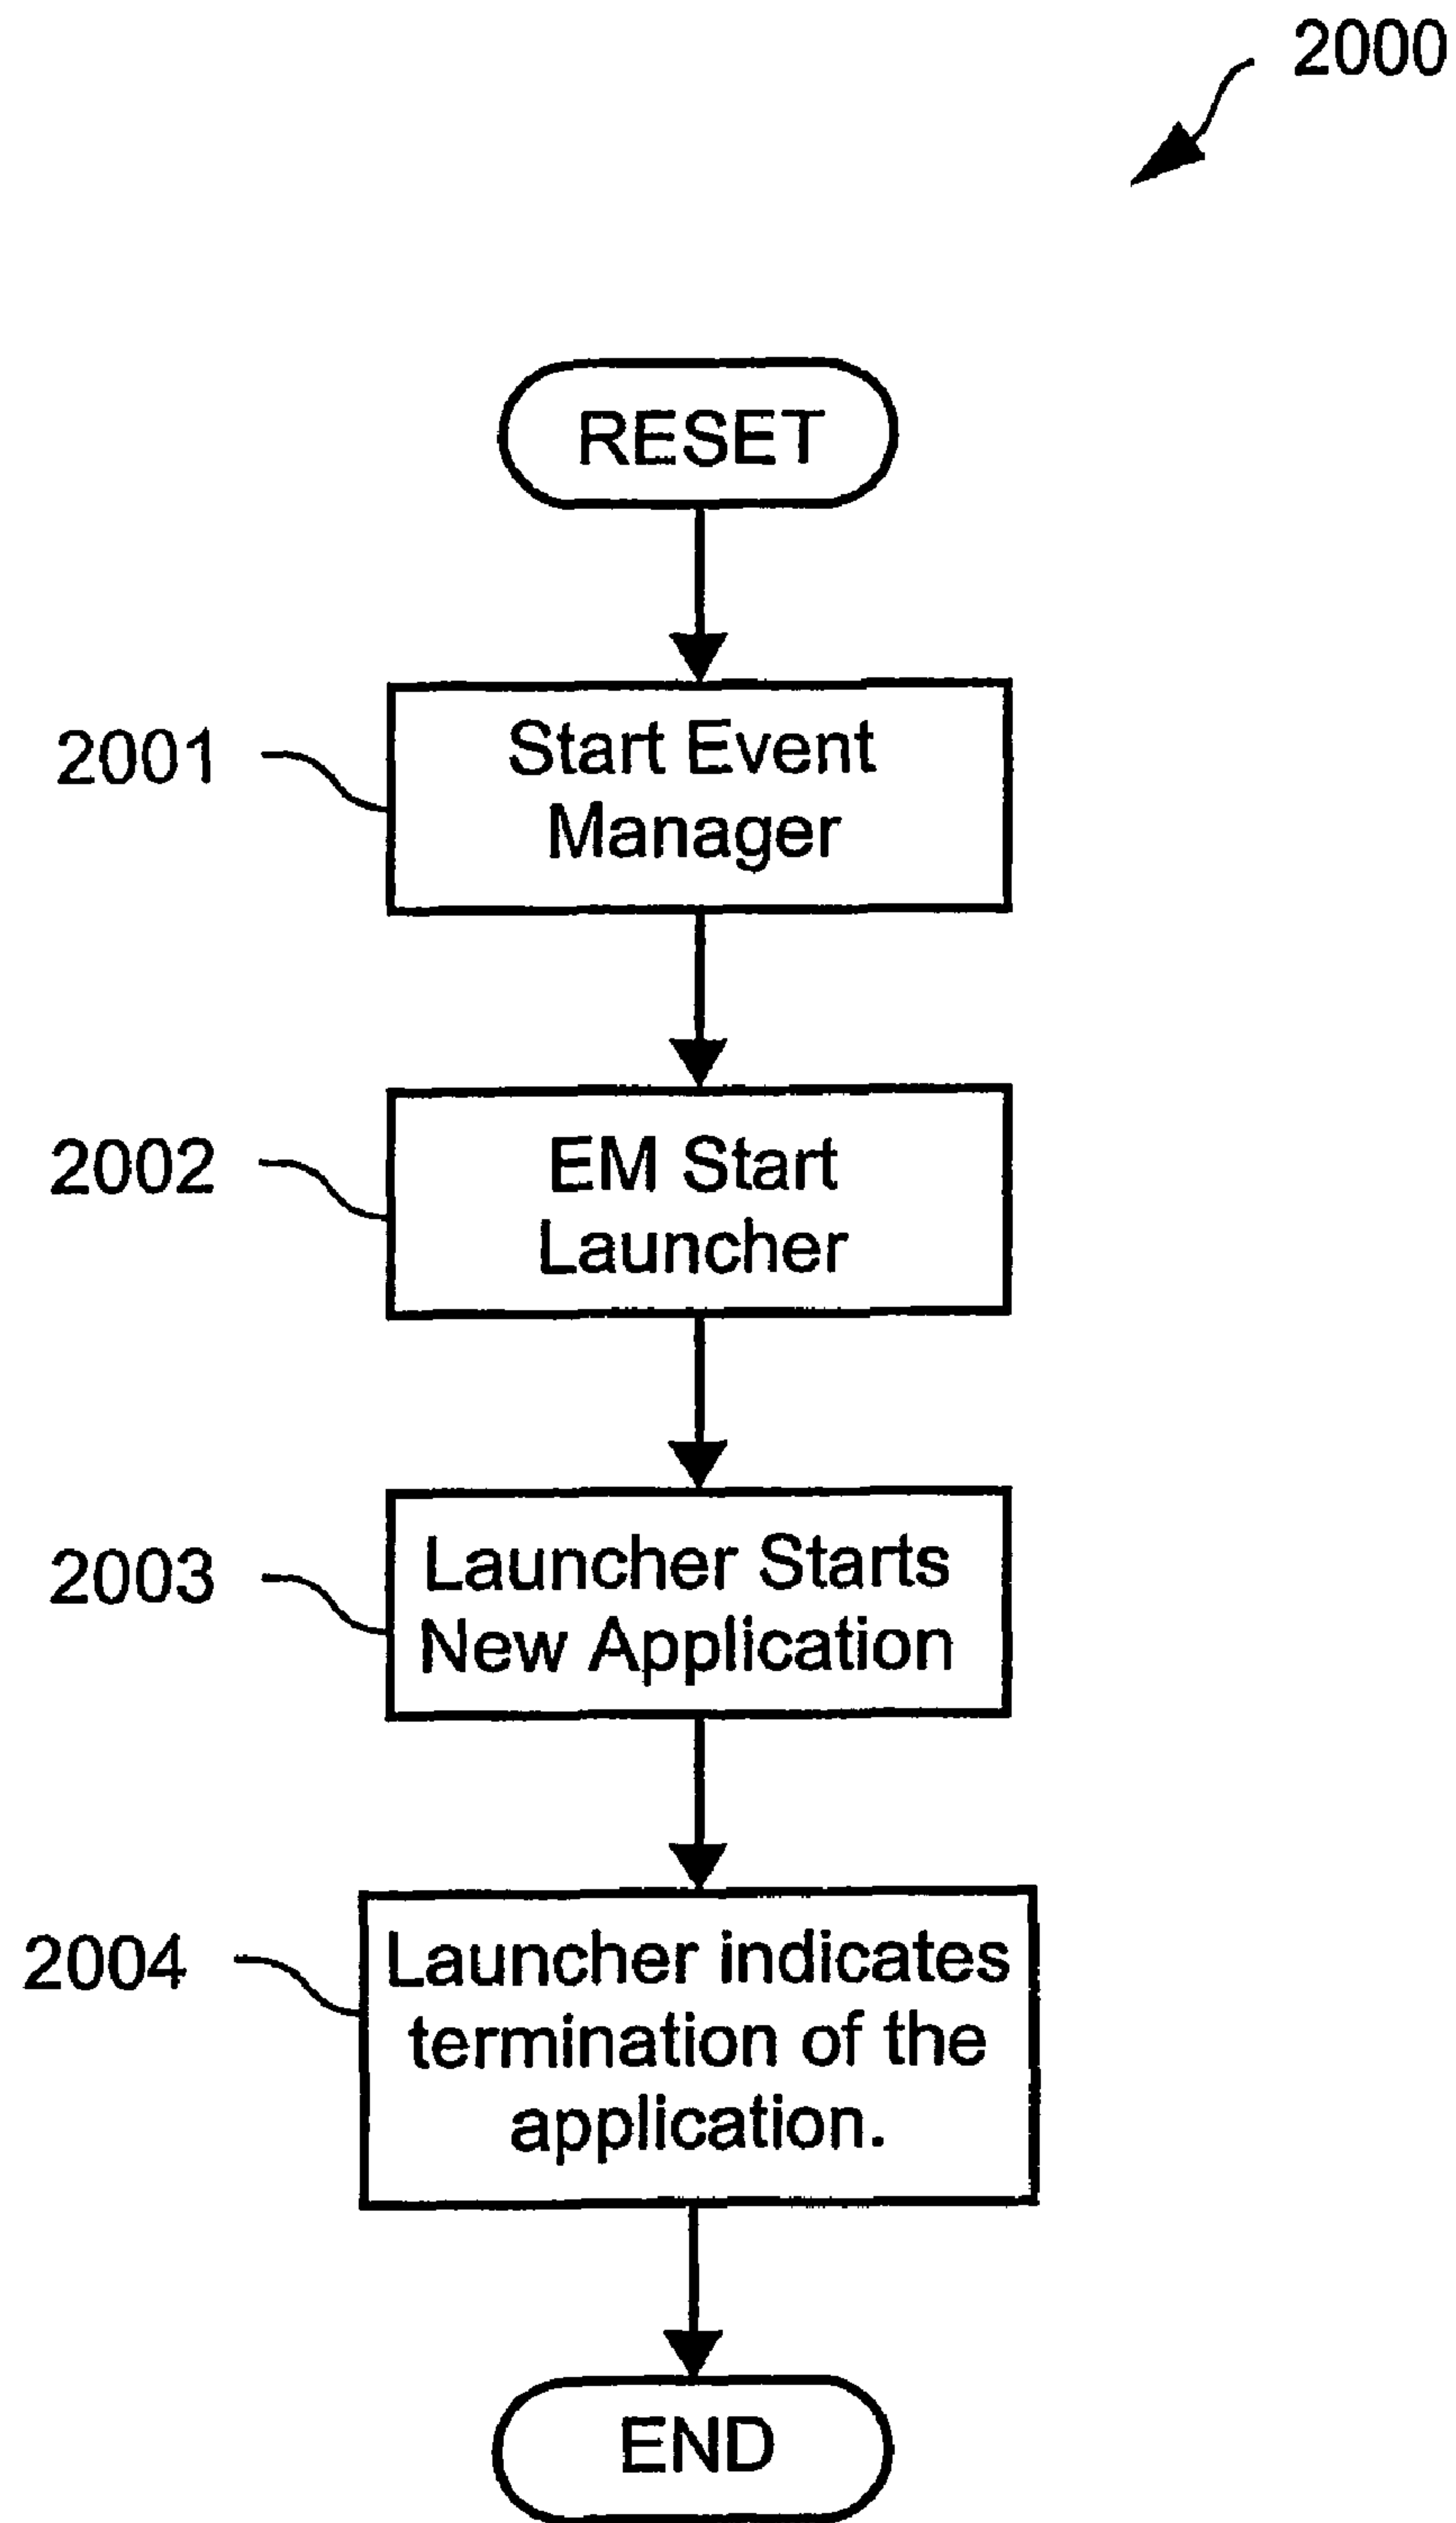 2000
RESET
2001
Start Event
Manager
2002
EM Start
Launcher
2003
Launcher Starts
New Application
2004
Launcher indicates
termination of the
application.
END